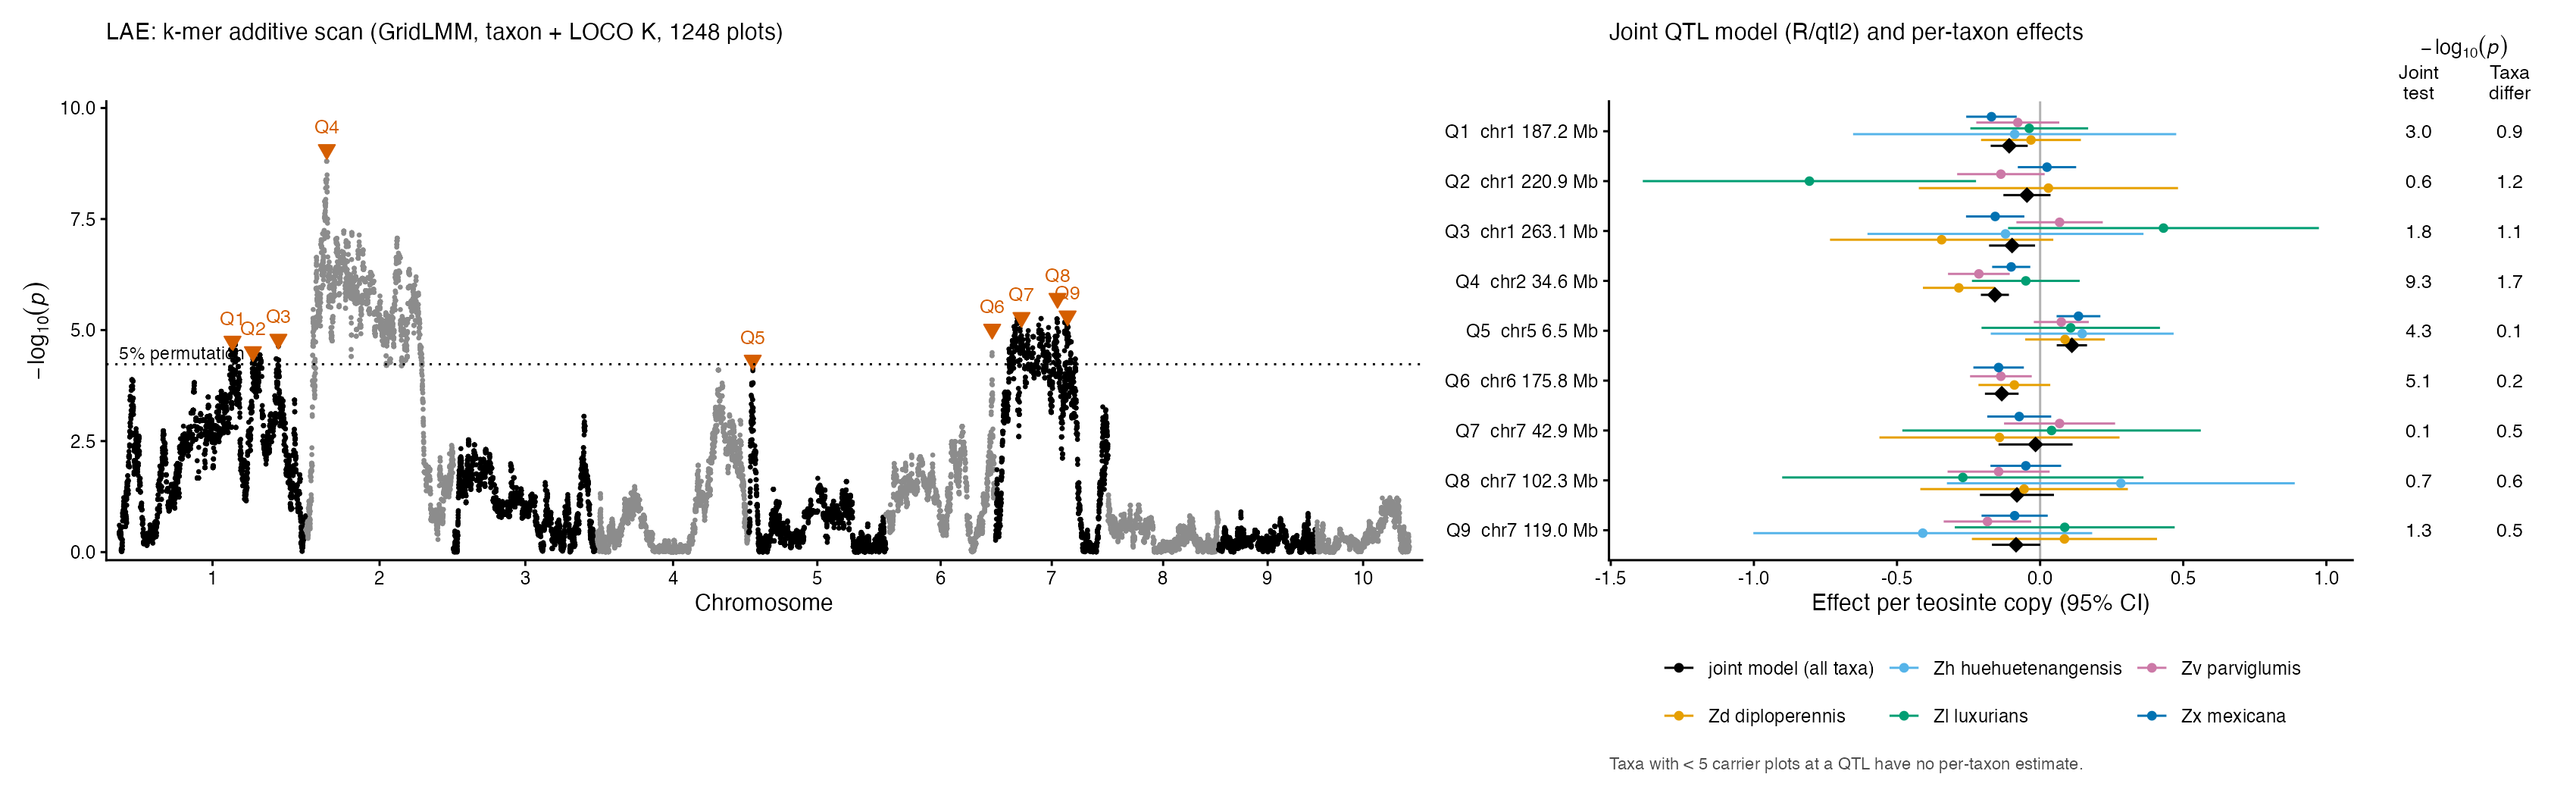 LAE: k-mer additive scan (GridLMM, taxon + LOCO K, 1248 plots)
−log10(p)
10.0
7.5
5.0
2.5
0.0
5% permutation
Q1
Q2
Q3
Q4
Q5
Q6
Q7
Q8
Q9
1 2 3 4 5 6 7 8 9 10
Chromosome
Joint QTL model (R/qtl2) and per-taxon effects
−log10(p)
Joint test
Taxa differ
Q1 chr1 187.2 Mb 3.0 0.9
Q2 chr1 220.9 Mb 0.6 1.2
Q3 chr1 263.1 Mb 1.8 1.1
Q4 chr2 34.6 Mb 9.3 1.7
Q5 chr5 6.5 Mb 4.3 0.1
Q6 chr6 175.8 Mb 5.1 0.2
Q7 chr7 42.9 Mb 0.1 0.5
Q8 chr7 102.3 Mb 0.7 0.6
Q9 chr7 119.0 Mb 1.3 0.5
-1.5 -1.0 -0.5 0.0 0.5 1.0
Effect per teosinte copy (95% CI)
joint model (all taxa) Zh huehuetenangensis Zv parviglumis
Zd diploperennis Zl luxurians Zx mexicana
Taxa with < 5 carrier plots at a QTL have no per-taxon estimate.